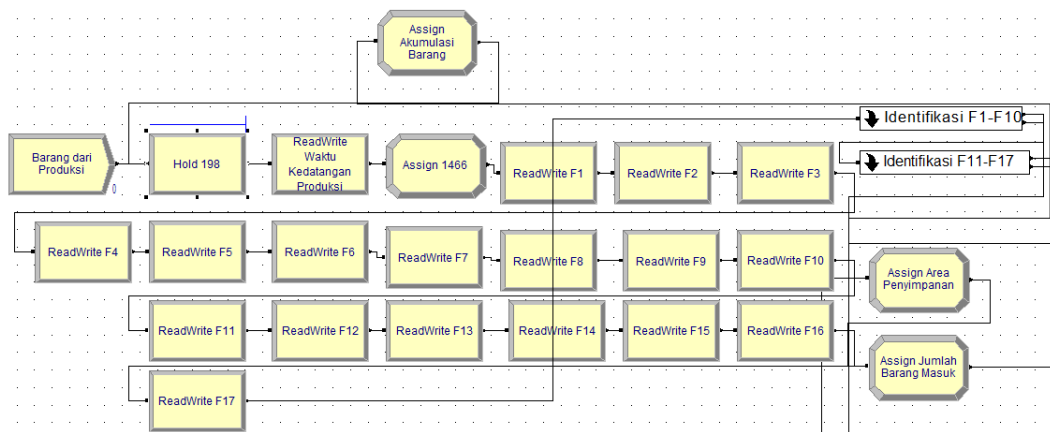 Assign
Akumulasi
Barang
Barang dari
Produksi
0
Hold 198
ReadWrite
Waktu
Kedatangan
Produksi
Assign 1466
ReadWrite F1
ReadWrite F2
ReadWrite F3
Identifikasi F1-F10
Identifikasi F11-F17
ReadWrite F4
ReadWrite F5
ReadWrite F6
ReadWrite F7
ReadWrite F8
ReadWrite F9
ReadWrite F10
Assign Area
Penyimpanan
ReadWrite F11
ReadWrite F12
ReadWrite F13
ReadWrite F14
ReadWrite F15
ReadWrite F16
Assign Jumlah
Barang Masuk
ReadWrite F17